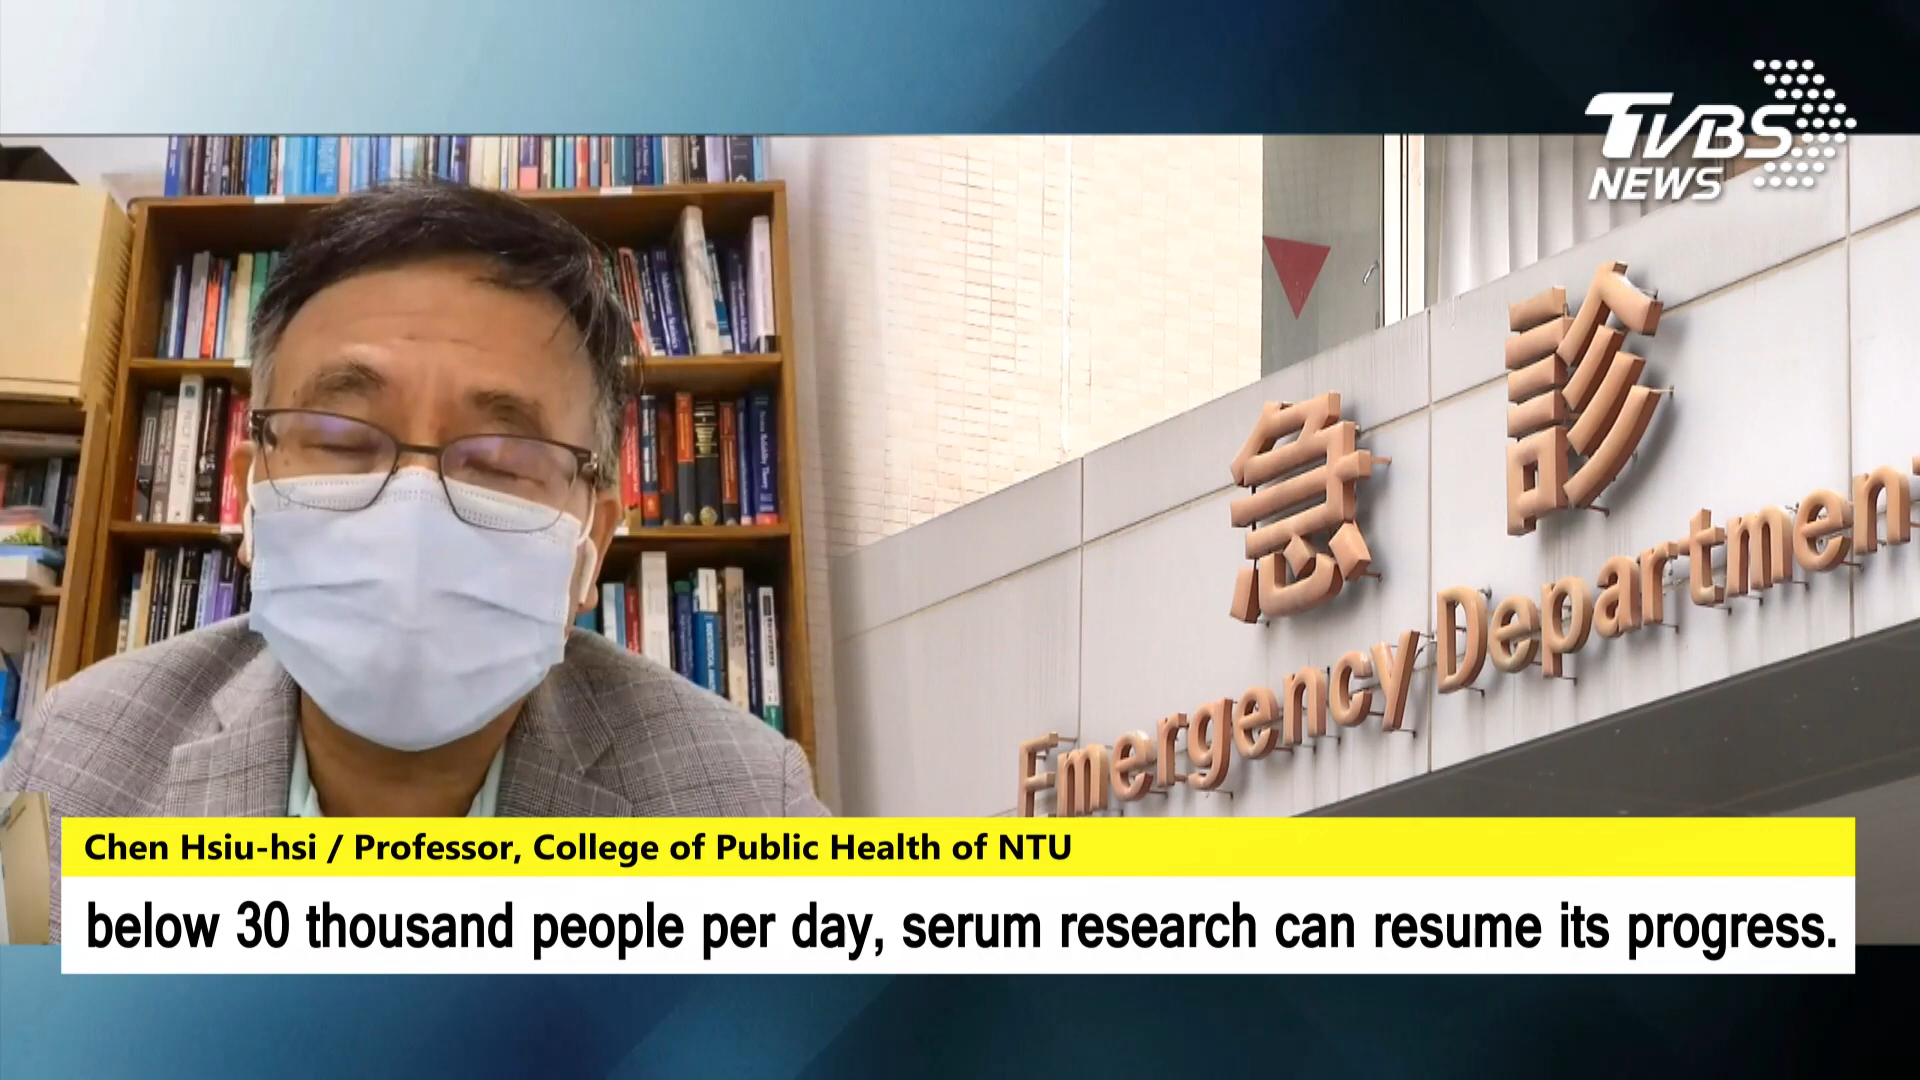 TVBS
NEWS
急診
Emergency Departmen
Chen Hsiu-hsi / Professor, College of Public Health of NTU
below 30 thousand people per day, serum research can resume its progress.